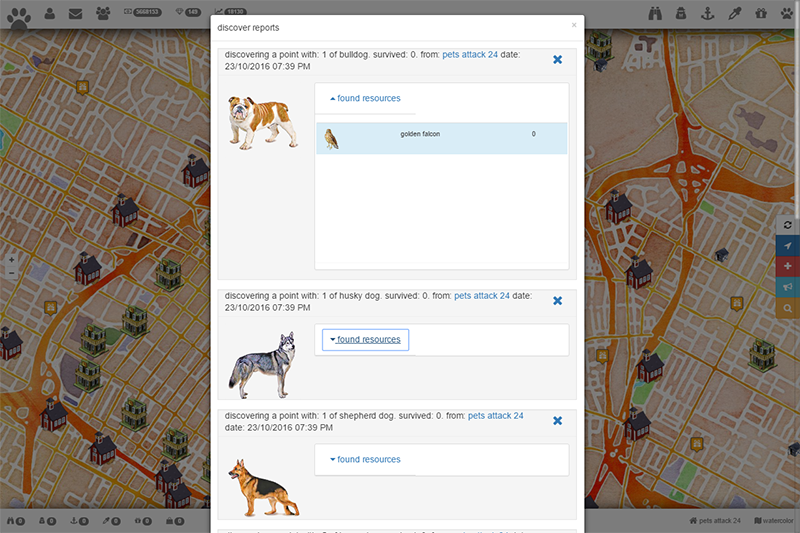 3668153 149 18130
discover reports ×
discovering a point with: 1 of bulldog. survived: 0. from: pets attack 24 date:
23/10/2016 07:39 PM
found resources
golden falcon 0
discovering a point with: 1 of husky dog. survived: 0. from: pets attack 24 date:
23/10/2016 07:39 PM
found resources
discovering a point with: 1 of shepherd dog. survived: 0. from: pets attack 24
date: 23/10/2016 07:39 PM
found resources
+
−
0 0 0 0 0 0
pets attack 24 watercolor